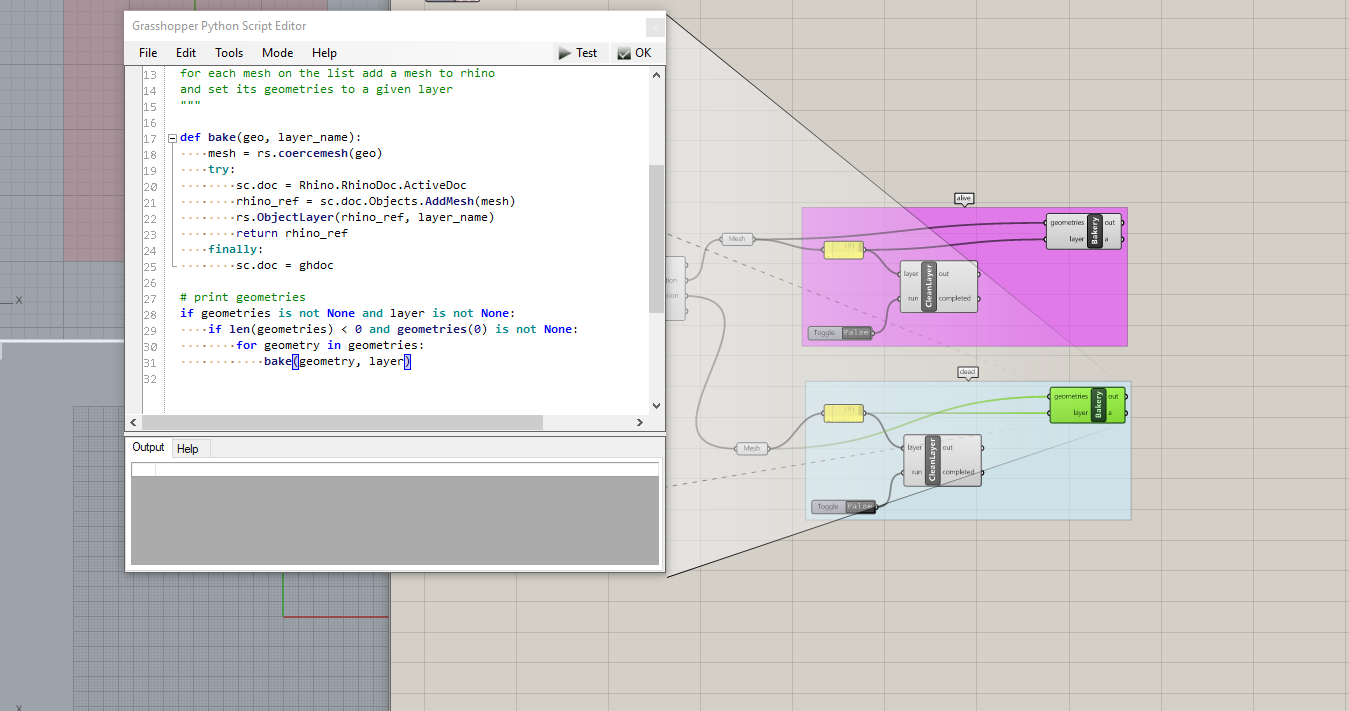 Grasshopper Python Script Editor
File Edit Tools Mode Help Test OK
13 for each mesh on the list add a mesh to rhino
14 and set its geometries to a given layer
15 """
16
17 def bake(geo, layer_name):
18 mesh = rs.coercemesh(geo)
19 try:
20 sc.doc = Rhino.RhinoDoc.ActiveDoc
21 rhino_ref = sc.doc.Objects.AddMesh(mesh)
22 rs.ObjectLayer(rhino_ref, layer_name)
23 return rhino_ref
24 finally:
25 sc.doc = ghdoc
26
27 # print geometries
28 if geometries is not None and layer is not None:
29 if len(geometries) < 0 and geometries(0) is not None:
30 for geometry in geometries:
31 bake(geometry, layer)
32
Output Help
X
X
alive
geometries Bakery out
layer a
Mesh
layer CleanLayer out
run completed
Toggle False
dead
geometries Bakery out
layer a
Mesh
layer CleanLayer out
run completed
Toggle False